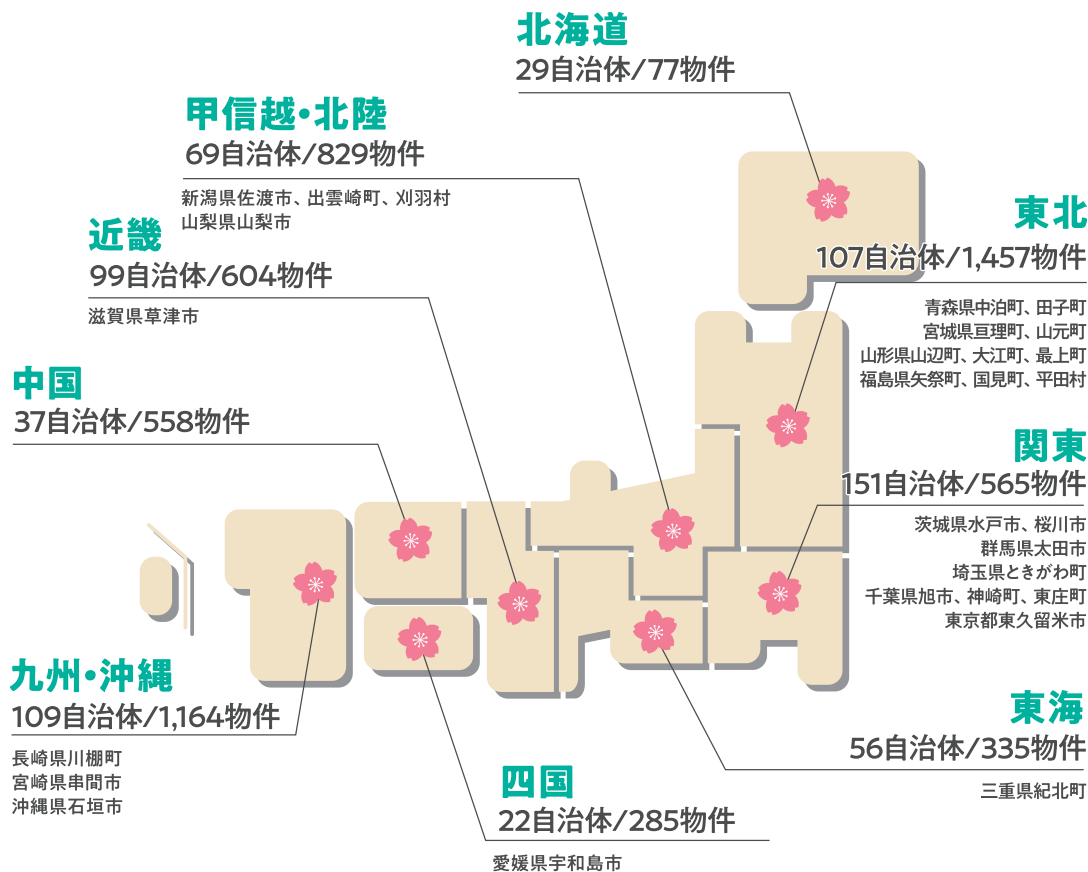 北海道
29自治体/77物件
甲信越・北陸
69自治体/829物件
新潟県佐渡市、出雲崎町、刈羽村
山梨県山梨市
近畿
99自治体/604物件
滋賀県草津市
東北
107自治体/1,457物件
青森県中泊町、田子町
宮城県亘理町、山元町
山形県山辺町、大江町、最上町
福島県矢祭町、国見町、平田村
中国
37自治体/558物件
関東
151自治体/565物件
茨城県水戸市、桜川市
群馬県太田市
埼玉県ときがわ町
千葉県旭市、神崎町、東庄町
東京都東久留米市
九州・沖縄
109自治体/1,164物件
長崎県川棚町
宮崎県串間市
沖縄県石垣市
東海
56自治体/335物件
三重県紀北町
四国
22自治体/285物件
愛媛県宇和島市